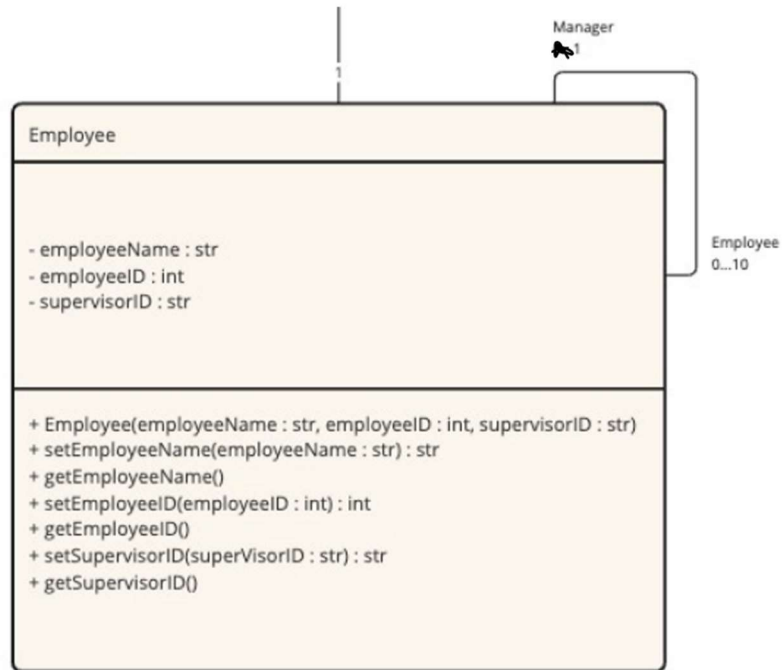 Manager
1
1
Employee
- employeeName : str
- employeeID : int
- supervisorID : str
Employee
0...10
+ Employee(employeeName : str, employeeID : int, supervisorID : str)
+ setEmployeeName(employeeName : str) : str
+ getEmployeeName()
+ setEmployeeID(employeeID : int) : int
+ getEmployeeID()
+ setSupervisorID(superVisorID : str) : str
+ getSupervisorID()